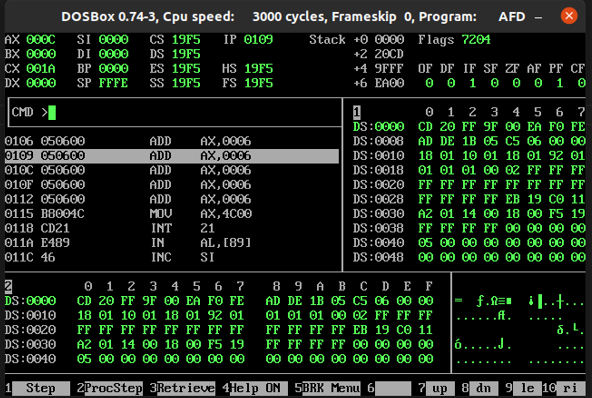 DOSBox 0.74-3, Cpu speed: 3000 cycles, Frameskip 0, Program: AFD
AX 000C SI 0000 CS 19F5 IP 0109 Stack +0 0000 Flags 7204
BX 0000 DI 0000 DS 19F5 +2 20CD
CX 001A BP 0000 ES 19F5 HS 19F5 +4 9FFF OF DF IF SF ZF AF PF CF
DX 0000 SP FFFE SS 19F5 FS 19F5 +6 EA00 0 0 1 0 0 0 1 0
CMD >
0106 050600 ADD AX,0006
0109 050600 ADD AX,0006
010C 050600 ADD AX,0006
010F 050600 ADD AX,0006
0112 050600 ADD AX,0006
0115 B8004C MOV AX,4C00
0118 CD21 INT 21
011A E489 IN AL,[89]
011C 46 INC SI
1 0 1 2 3 4 5 6 7
DS:0000 CD 20 FF 9F 00 EA F0 FE
DS:0008 AD DE 1B 05 C5 06 00 00
DS:0010 18 01 10 01 18 01 92 01
DS:0018 01 01 01 00 02 FF FF FF
DS:0020 FF FF FF FF FF FF FF FF
DS:0028 FF FF FF FF EB 19 C0 11
DS:0030 A2 01 14 00 18 00 F5 19
DS:0038 FF FF FF FF 00 00 00 00
DS:0040 05 00 00 00 00 00 00 00
DS:0048 00 00 00 00 00 00 00 00
2 0 1 2 3 4 5 6 7 8 9 A B C D E F
DS:0000 CD 20 FF 9F 00 EA F0 FE AD DE 1B 05 C5 06 00 00
DS:0010 18 01 10 01 18 01 92 01 01 01 01 00 02 FF FF FF
DS:0020 FF FF FF FF FF FF FF FF FF FF FF FF EB 19 C0 11
DS:0030 A2 01 14 00 18 00 F5 19 FF FF FF FF 00 00 00 00
DS:0040 05 00 00 00 00 00 00 00 00 00 00 00 00 00 00 00
1 Step 2ProcStep 3Retrieve 4Help ON 5BRK Menu 6 7 up 8 dn 9 le 10 ri